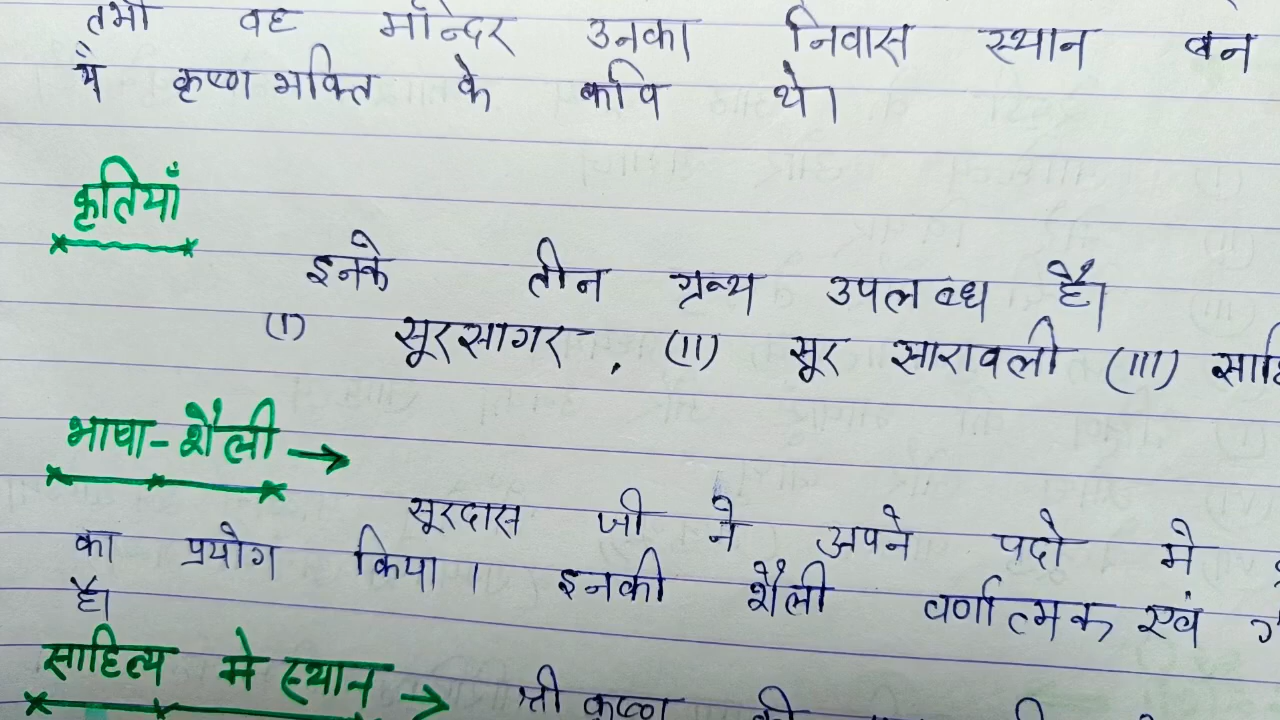 तभी वह मन्दिर उनका निवास स्थान बन
ये कृष्ण भक्ति के कवि थे।
कृतियाँ
इनके तीन ग्रन्थ उपलब्ध है।
(I) सूरसागर, (II) सूर सारावली (III) साहि
भाषा-शैली →
सूरदास जी ने अपने पदो मे
का प्रयोग किया। इनकी शैली वर्णात्मक एवं
है।
साहित्य मे स्थान → श्री कृष्ण की